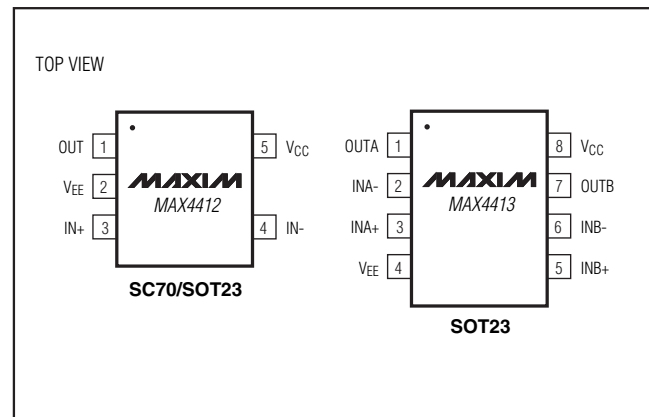 TOP VIEW
OUT 1
VEE 2
IN+ 3
5 VCC
4 IN-
MAXIM
MAX4412
SC70/SOT23
OUTA 1
INA- 2
INA+ 3
VEE 4
8 VCC
7 OUTB
6 INB-
5 INB+
MAXIM
MAX4413
SOT23